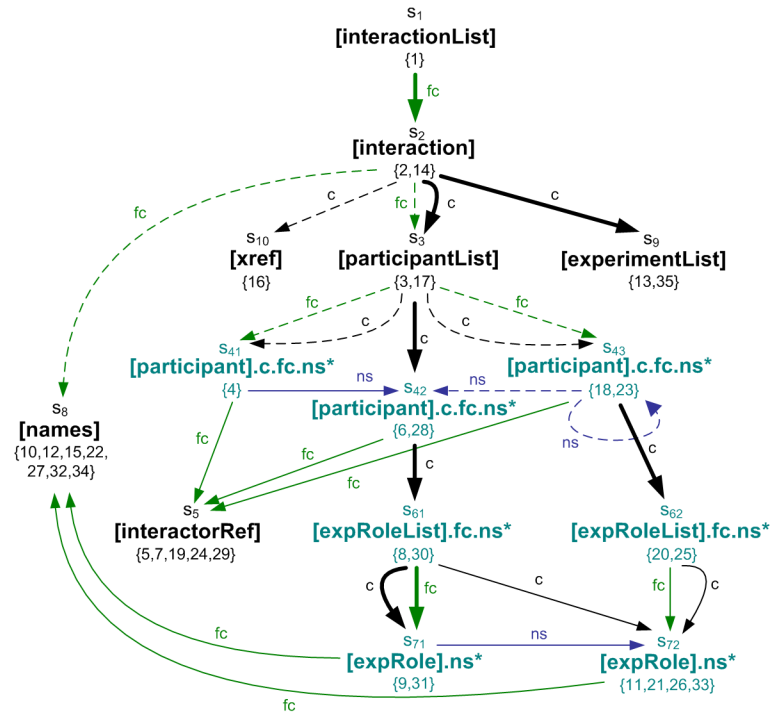 s1
[interactionList]
{1}
fc
s2
[interaction]
{2,14}
fc
c
fc
c
c
s10
[xref]
{16}
s3
[participantList]
{3,17}
s9
[experimentList]
{13,35}
fc
c
c
c
fc
s41
[participant].c.fc.ns*
{4}
s43
[participant].c.fc.ns*
{18,23}
ns
ns
s42
[participant].c.fc.ns*
{6,28}
ns
s8
[names]
{10,12,15,22,
27,32,34}
fc
fc
fc
c
c
s5
[interactorRef]
{5,7,19,24,29}
s61
[expRoleList].fc.ns*
{8,30}
s62
[expRoleList].fc.ns*
{20,25}
c
fc
c
fc
c
fc
s71
[expRole].ns*
{9,31}
ns
s72
[expRole].ns*
{11,21,26,33}
fc